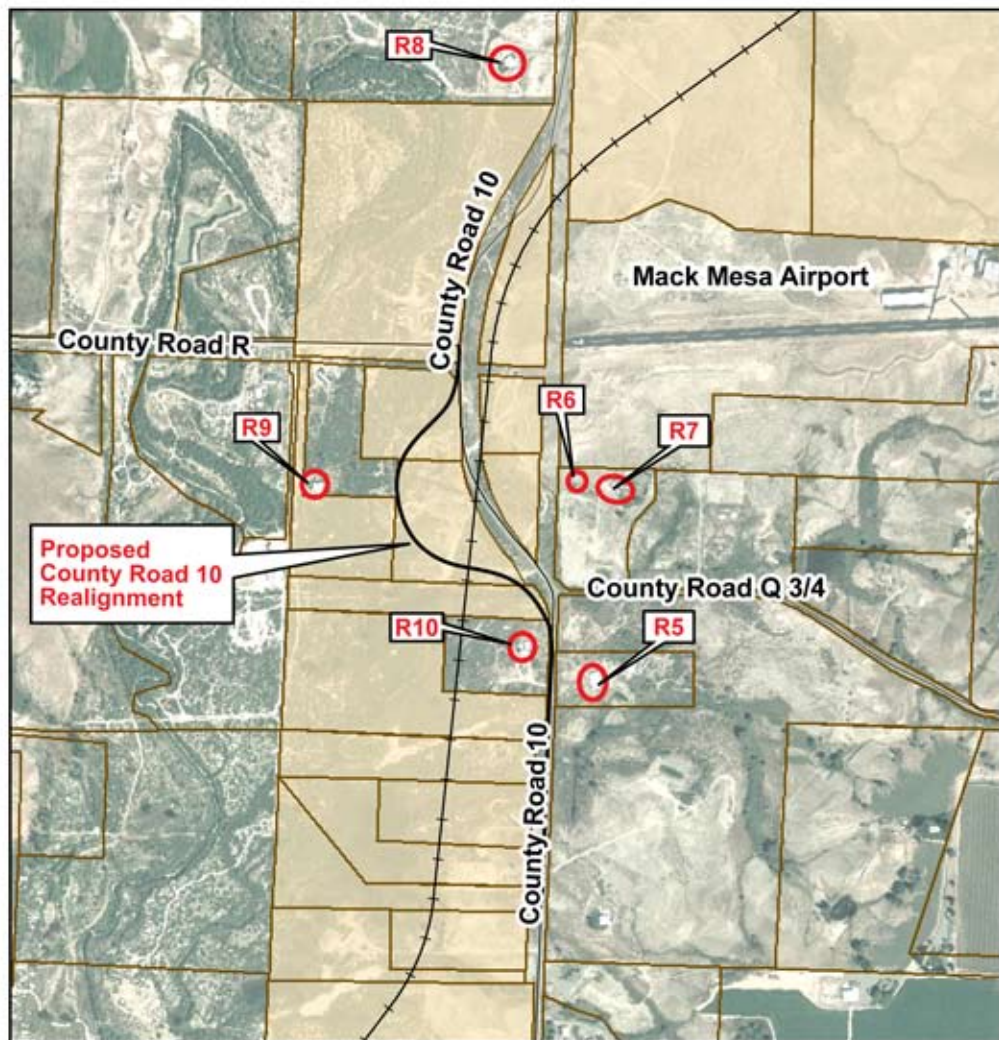 R8
County Road 10
Mack Mesa Airport
County Road R
R6
R9
R7
Proposed
County Road 10
Realignment
County Road Q 3/4
R10
R5
County Road 10